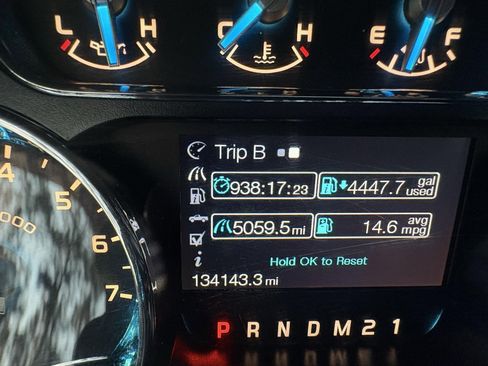 L H C H E F
Trip B
938:17:23 4447.7 gal used
5059.5 mi 14.6 avg mpg
Hold OK to Reset
134143.3 mi
4
5
6
7
000
P R N D M 2 1